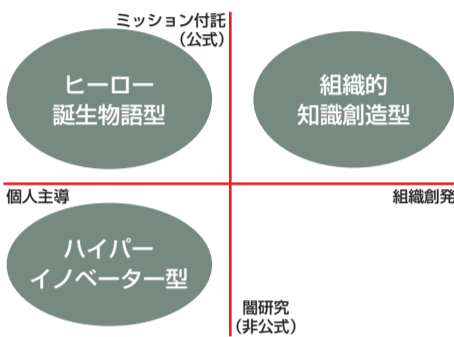 ミッション付託
（公式）
ヒーロー
誕生物語型
組織的
知識創造型
個人主導
組織創発
ハイパー
イノベーター型
闇研究
（非公式）